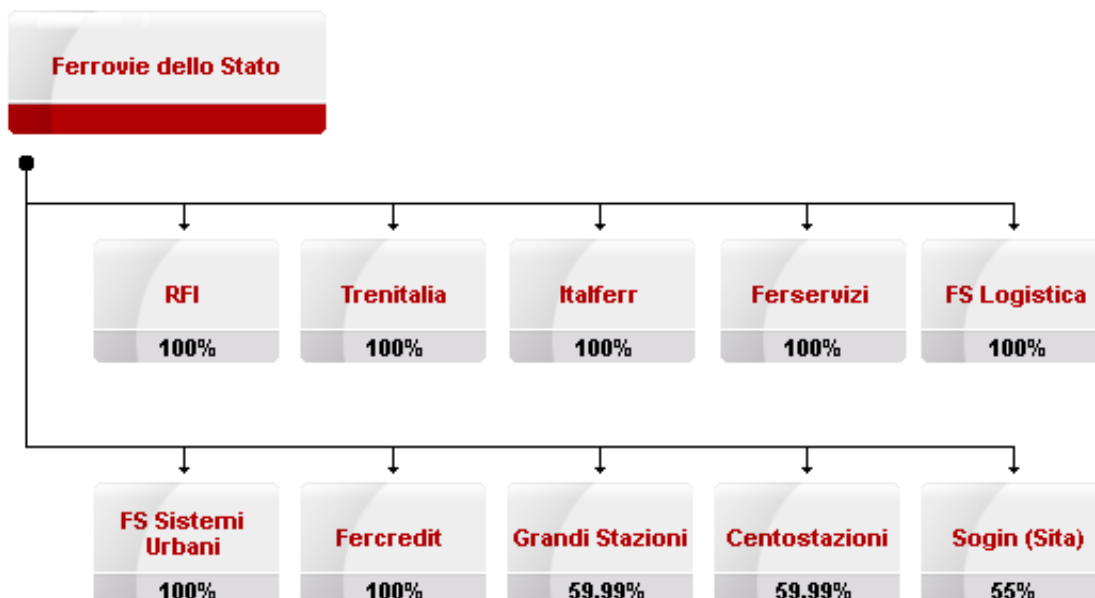 Ferrovie dello Stato
RFI
Trenitalia
Italferr
Ferservizi
FS Logistica
100%
100%
100%
100%
100%
FS Sistemi
Urbani
Fercredit
Grandi Stazioni
Centostazioni
Sogin (Sita)
100%
100%
59.99%
59.99%
55%